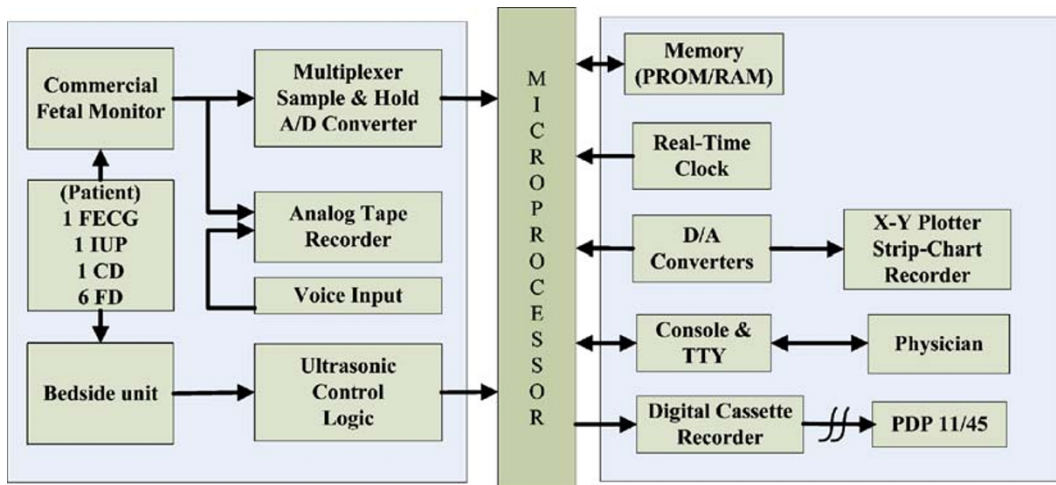 Commercial
Fetal Monitor
Multiplexer
Sample & Hold
A/D Converter
(Patient)
1 FECG
1 IUP
1 CD
6 FD
Analog Tape
Recorder
Voice Input
Bedside unit
Ultrasonic
Control
Logic
MICROPROCESSOR
Memory
(PROM/RAM)
Real-Time
Clock
D/A
Converters
X-Y Plotter
Strip-Chart
Recorder
Console &
TTY
Physician
Digital Cassette
Recorder
PDP 11/45